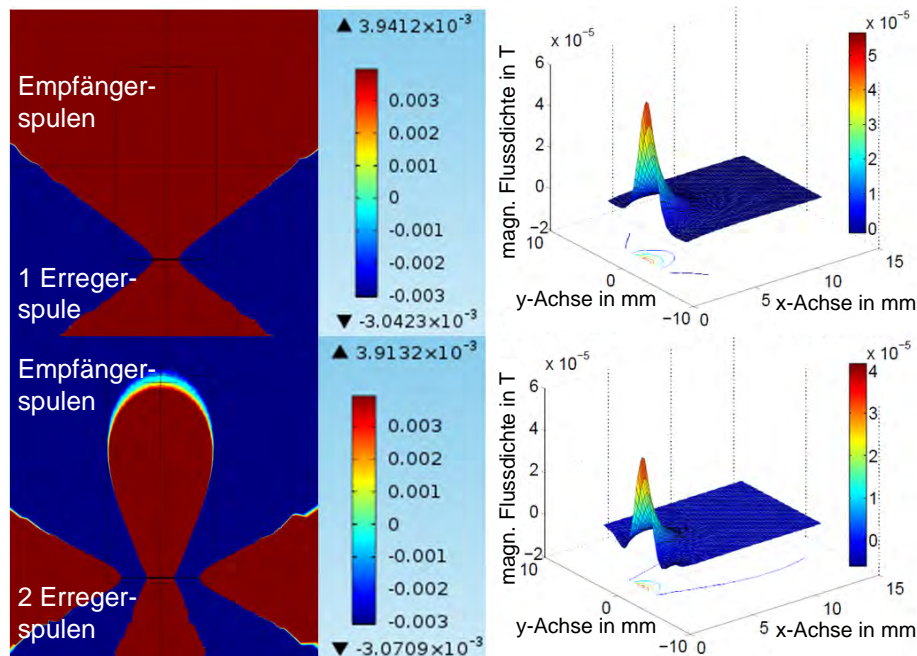 Empfänger-
spulen
1 Erreger-
spule
▲ 3.9412×10⁻³
0.003
0.002
0.001
0
-0.001
-0.002
-0.003
▼ -3.0423×10⁻³
x 10⁻⁵
magn. Flussdichte in T
6
4
2
0
-2
10
0
-10
y-Achse in mm
0
5
10
15
x-Achse in mm
x 10⁻⁵
5
4
3
2
1
0
Empfänger-
spulen
2 Erreger-
spulen
▲ 3.9132×10⁻³
0.003
0.002
0.001
0
-0.001
-0.002
-0.003
▼ -3.0709×10⁻³
x 10⁻⁵
magn. Flussdichte in T
6
4
2
0
-2
10
0
-10
y-Achse in mm
0
5
10
15
x-Achse in mm
x 10⁻⁵
4
3
2
1
0